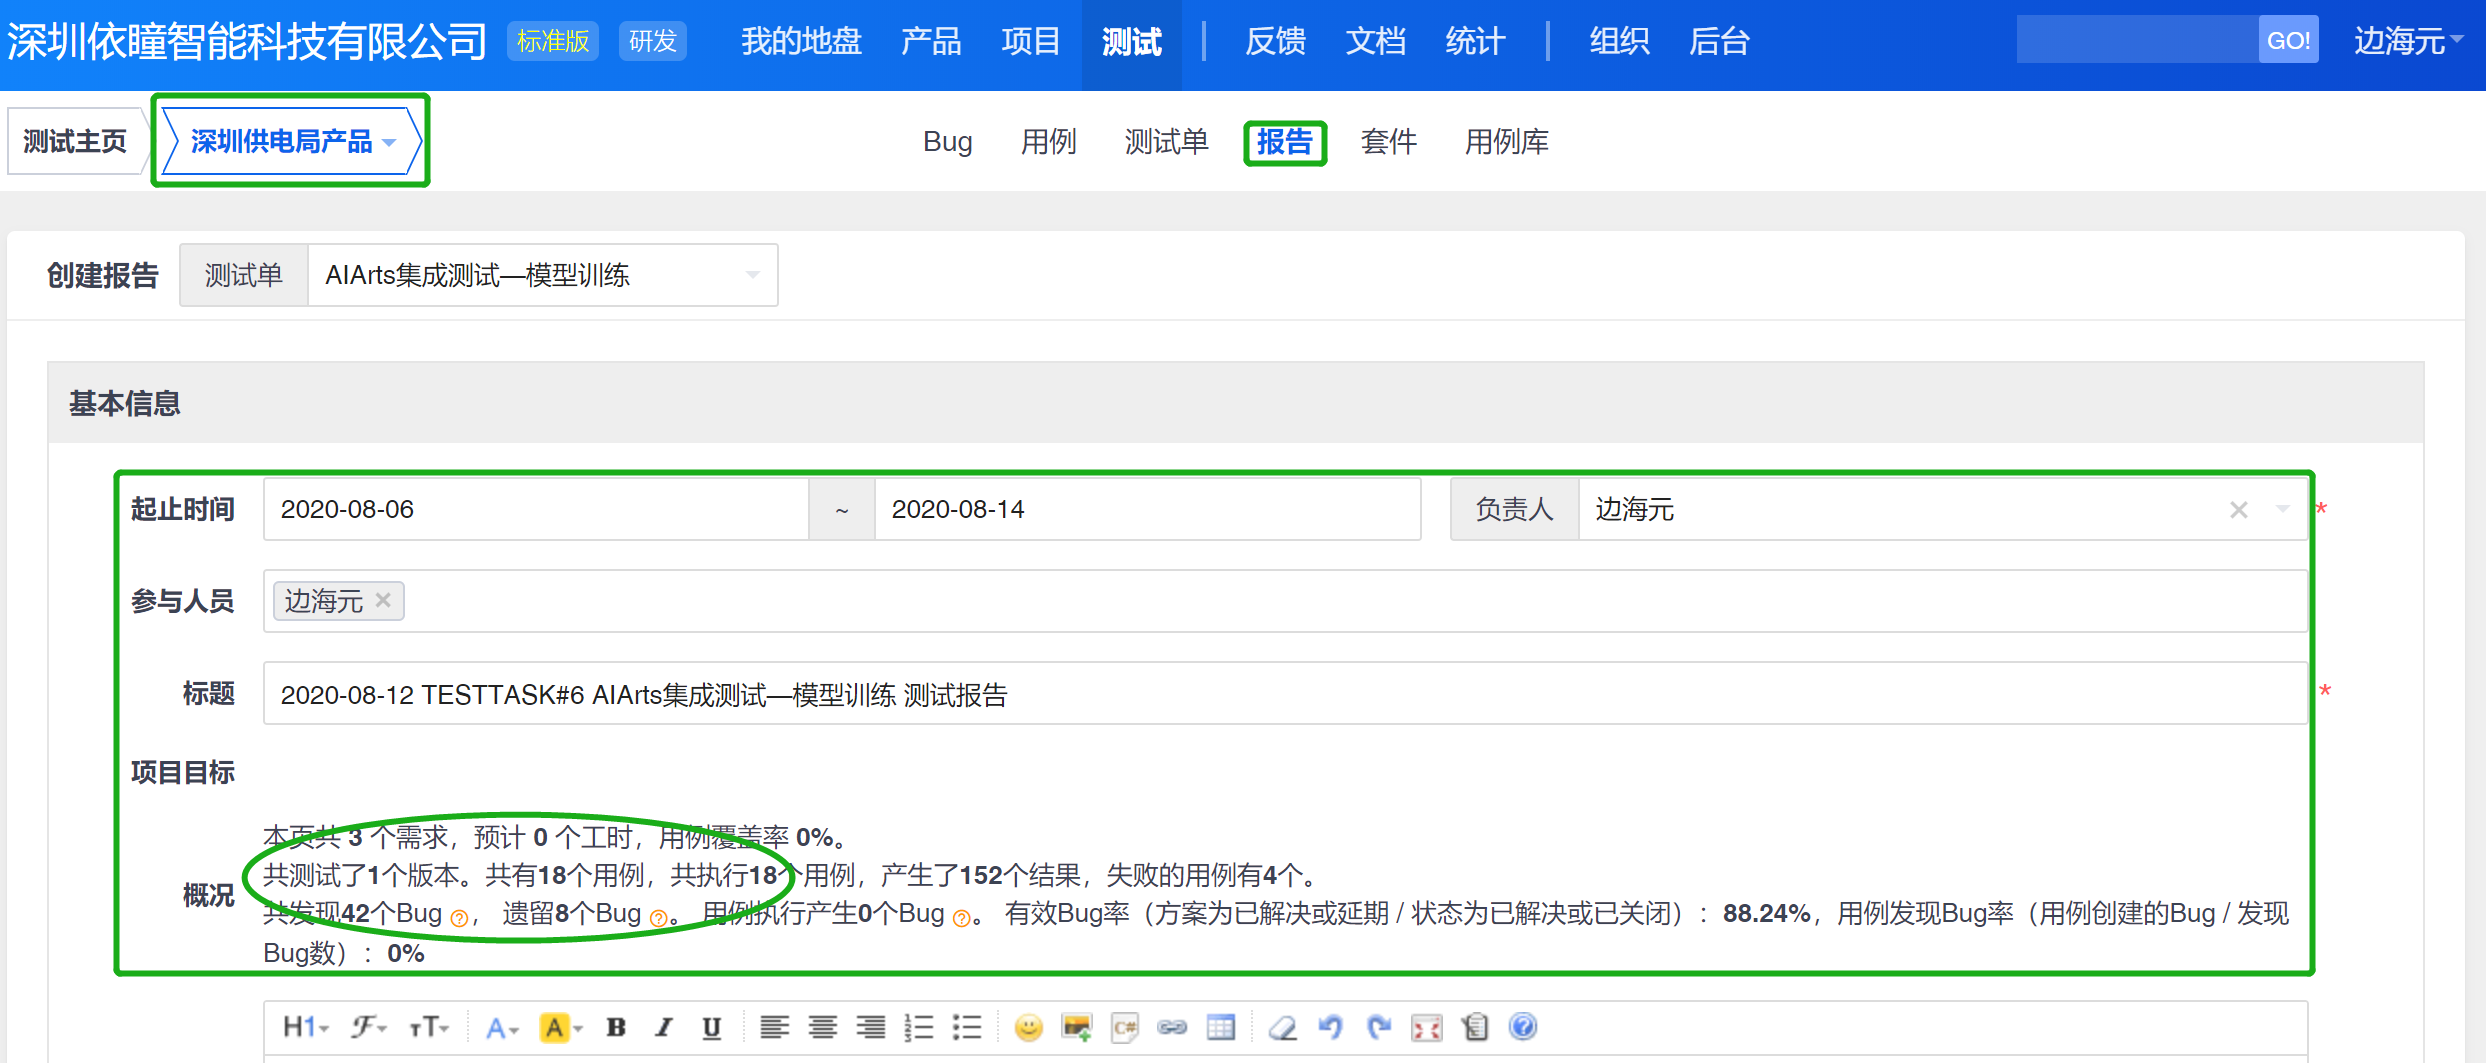 深圳依瞳智能科技有限公司 标准版 研发 我的地盘 产品 项目 测试 反馈 文档 统计 组织 后台 GO! 边海元
测试主页 深圳供电局产品 Bug 用例 测试单 报告 套件 用例库
创建报告 测试单 AIArts集成测试—模型训练
基本信息
起止时间 2020-08-06 ~ 2020-08-14 负责人 边海元 × *
参与人员 边海元 ×
标题 2020-08-12 TESTTASK#6 AIArts集成测试—模型训练 测试报告 *
项目目标
概况
本页共 3 个需求，预计 0 个工时，用例覆盖率 0%。
共测试了1个版本。共有18个用例，共执行18个用例，产生了152个结果，失败的用例有4个。
共发现42个Bug ?， 遗留8个Bug ?。 用例执行产生0个Bug ?。 有效Bug率（方案为已解决或延期 / 状态为已解决或已关闭）：88.24%，用例发现Bug率（用例创建的Bug / 发现
Bug数）：0%
H1 F TT A A B I U C# ?